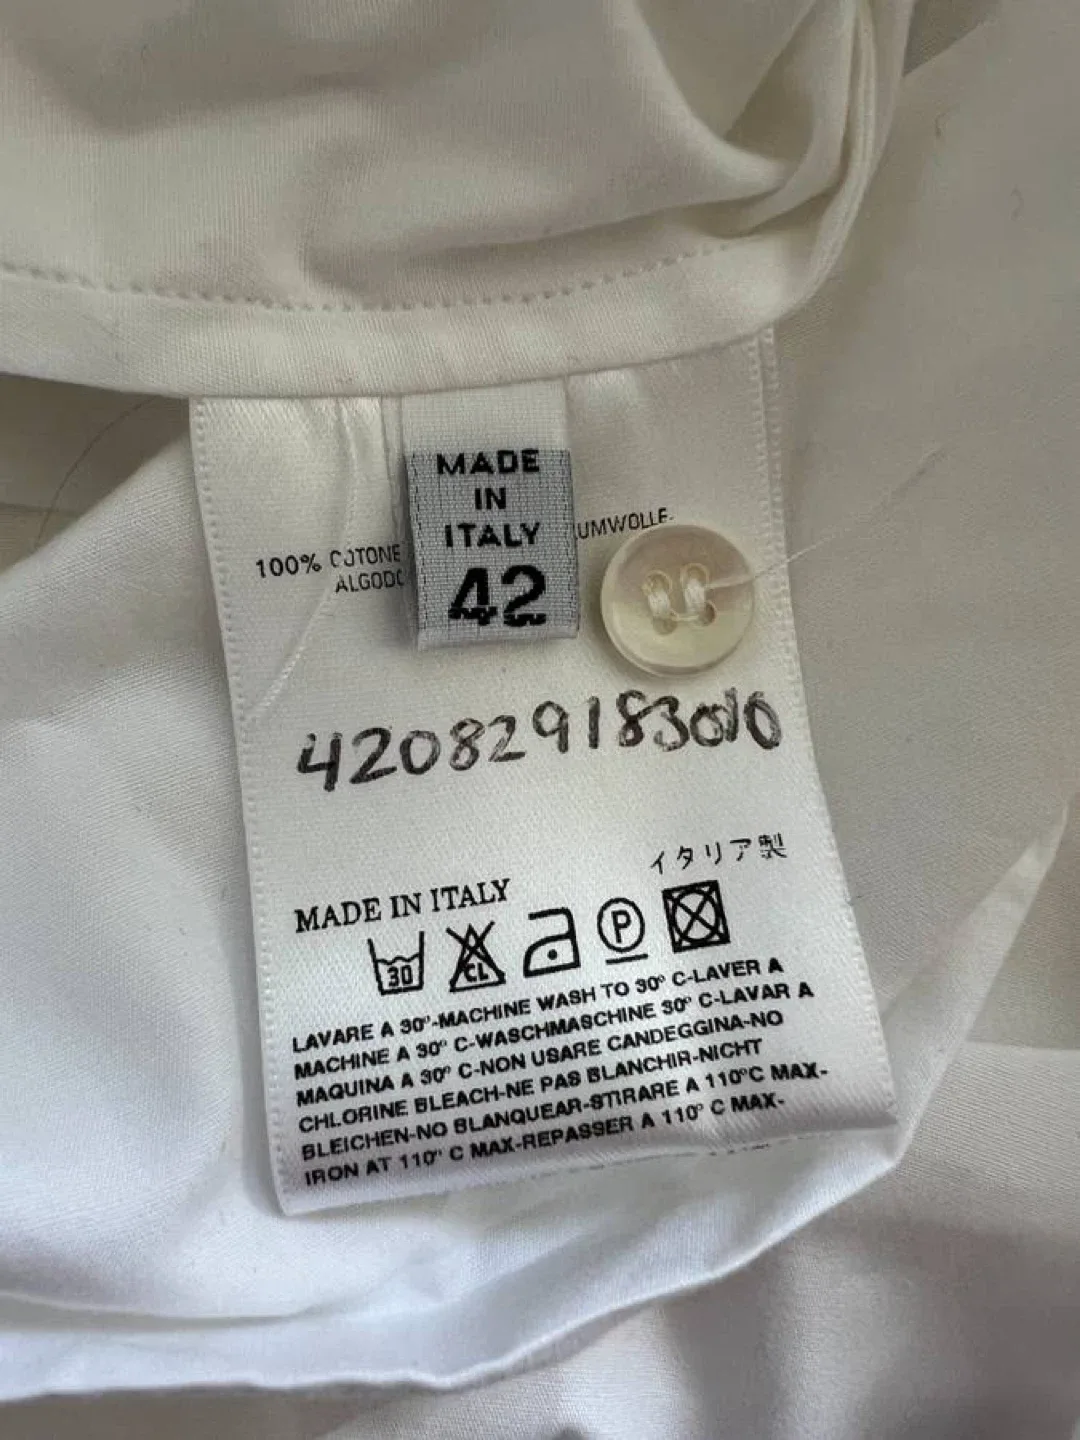 MADE
IN
ITALY
42
100% COTONE
UMWOLLE-
ALGODO
420829183010
イタリア製
MADE IN ITALY
30
CL
P
LAVARE A 30°-MACHINE WASH TO 30° C-LAVER A
MACHINE A 30° C-WASCHMASCHINE 30° C-LAVAR A
MAQUINA A 30° C-NON USARE CANDEGGINA-NO
CHLORINE BLEACH-NE PAS BLANCHIR-NICHT
BLEICHEN-NO BLANQUEAR-STIRARE A 110°C MAX-
IRON AT 110° C MAX-REPASSER A 110° C MAX-